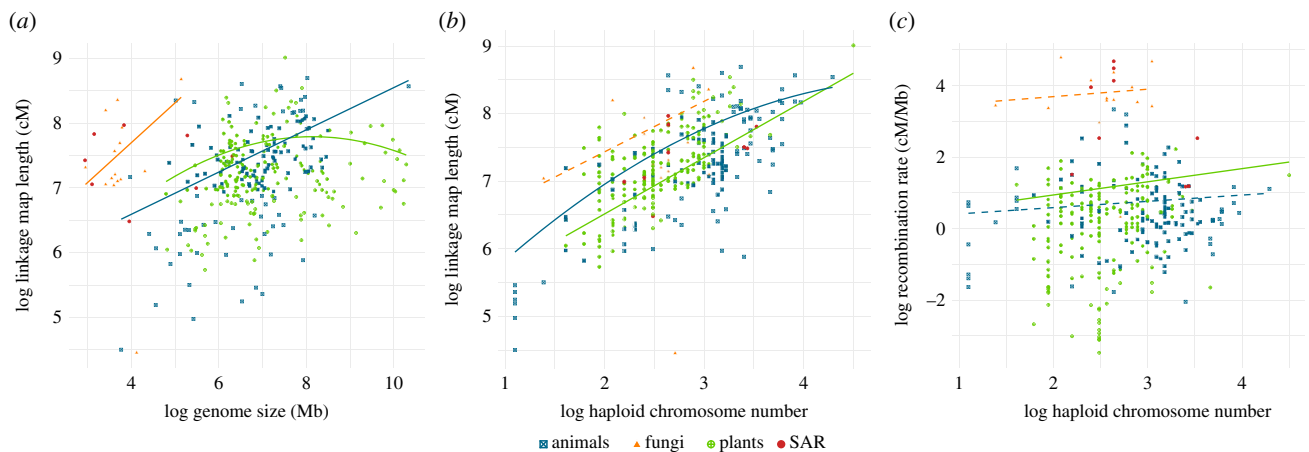 (a)
(b)
(c)
log linkage map length (cM)
9
8
7
6
5
4
6
8
10
log genome size (Mb)
log linkage map length (cM)
9
8
7
6
5
1
2
3
4
log haploid chromosome number
log recombination rate (cM/Mb)
4
2
0
−2
1
2
3
4
log haploid chromosome number
animals fungi plants SAR